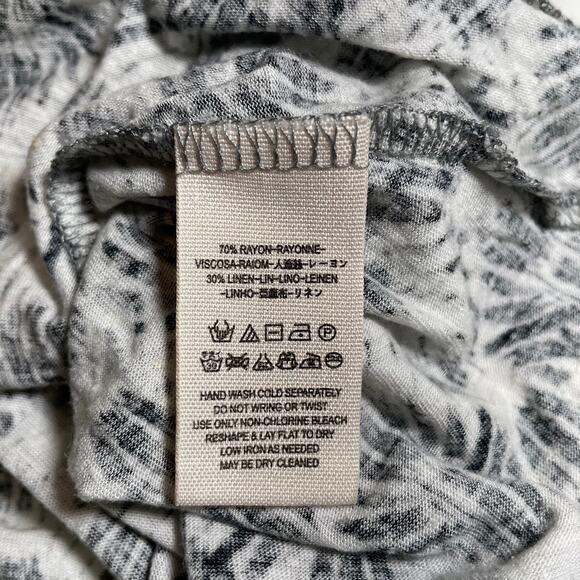 70% RAYON-RAYONNE-
VISCOSA-RAIOM-人造絲-レーヨン
30% LINEN-LIN-LINO-LEINEN
-LINHO-亞麻布-リネン
HAND WASH COLD SEPARATELY
DO NOT WRING OR TWIST
USE ONLY NON-CHLORINE BLEACH
RESHAPE & LAY FLAT TO DRY
LOW IRON AS NEEDED
MAY BE DRY CLEANED